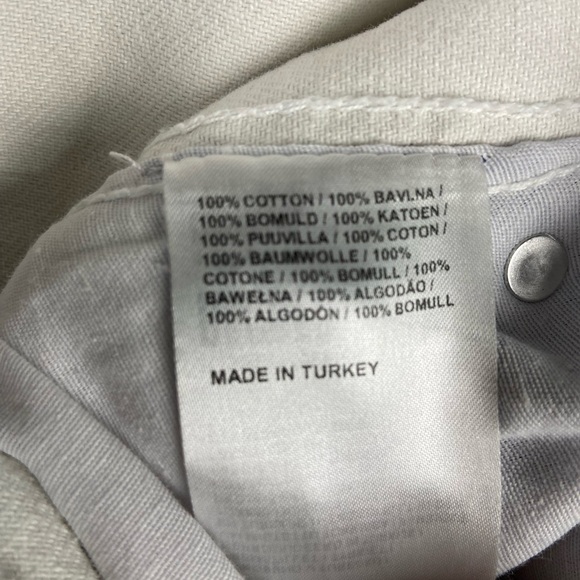 100% COTTON / 100% BAVLNA /
100% BOMULD / 100% KATOEN /
100% PUUVILLA / 100% COTON /
100% BAUMWOLLE / 100%
COTONE / 100% BOMULL / 100%
BAWEŁNA / 100% ALGODÃO /
100% ALGODÓN / 100% BOMULL
MADE IN TURKEY